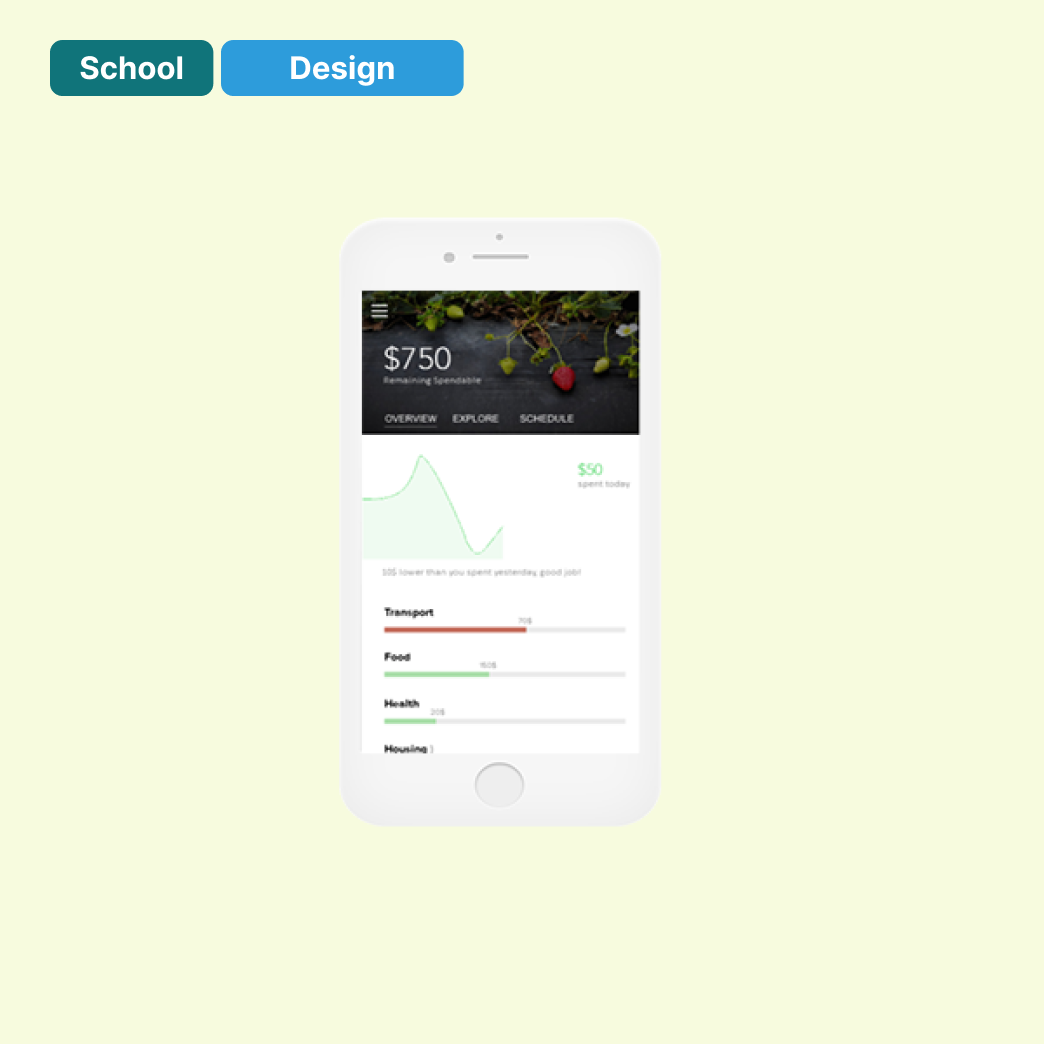 School
Design
$750
Remaining Spendable
OVERVIEW EXPLORE SCHEDULE
$50
spent today
10$ lower than you spent yesterday, good job!
Transport
70$
Food
150$
Health
20$
Housing